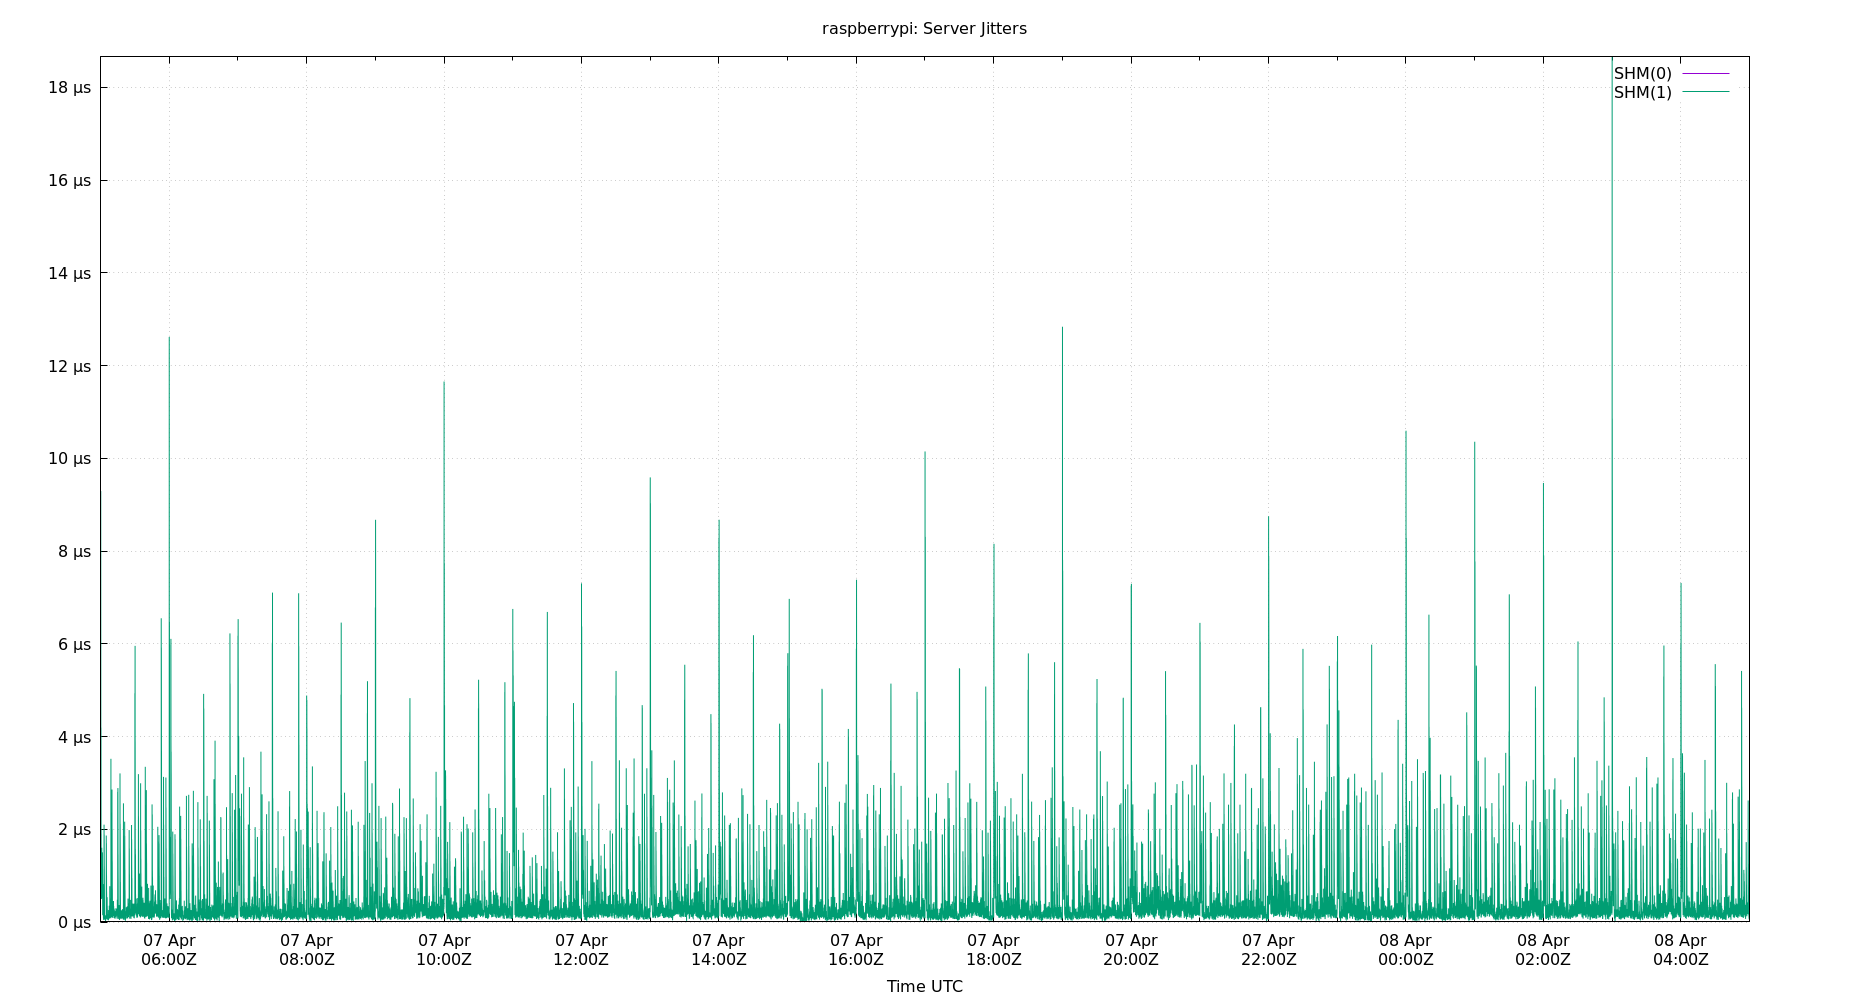 raspberrypi: Server Jitters
SHM(0)
SHM(1)
18 µs
16 µs
14 µs
12 µs
10 µs
8 µs
6 µs
4 µs
2 µs
0 µs
07 Apr 07 Apr 07 Apr 07 Apr 07 Apr 07 Apr 07 Apr 07 Apr 07 Apr 08 Apr 08 Apr 08 Apr
06:00Z 08:00Z 10:00Z 12:00Z 14:00Z 16:00Z 18:00Z 20:00Z 22:00Z 00:00Z 02:00Z 04:00Z
Time UTC